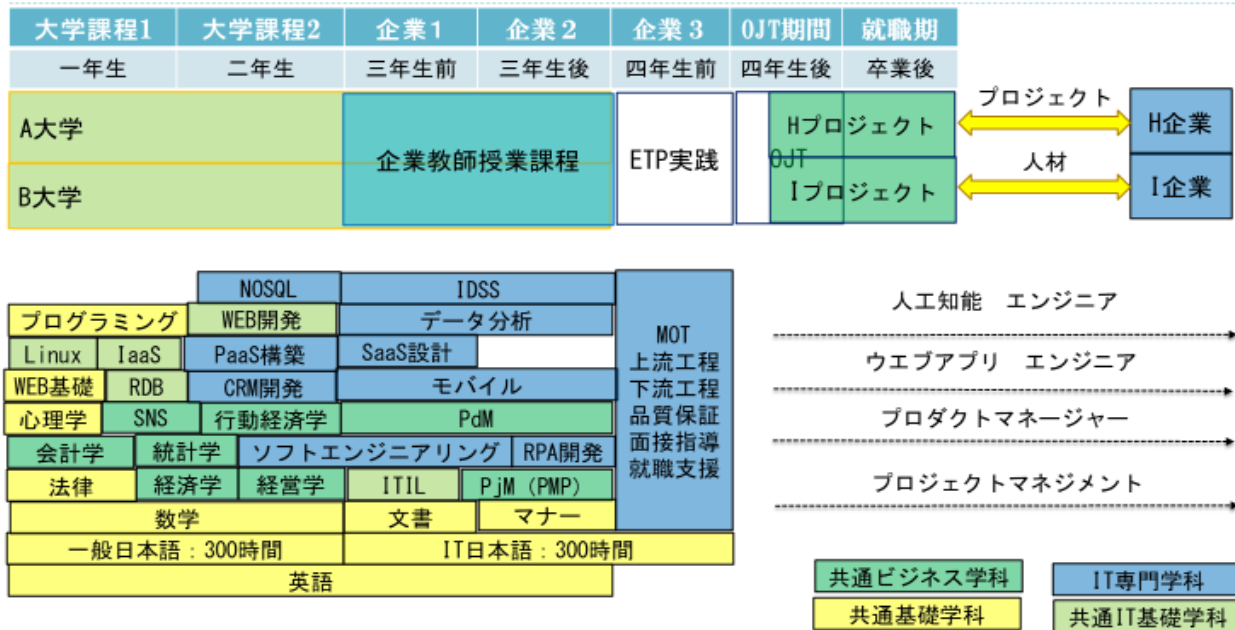 大学課程1 大学課程2 企業1 企業2 企業3 OJT期間 就職期
一年生 二年生 三年生前 三年生後 四年生前 四年生後 卒業後
A大学
B大学
企業教師授業課程
ETP実践
OJT
Hプロジェクト
Iプロジェクト
プロジェクト
人材
H企業
I企業
NOSQL IDSS
プログラミング WEB開発 データ分析
Linux IaaS PaaS構築 SaaS設計
WEB基礎 RDB CRM開発 モバイル
心理学 SNS 行動経済学 PdM
会計学 統計学 ソフトエンジニアリング RPA開発
法律 経済学 経営学 ITIL PjM (PMP)
数学 文書 マナー
一般日本語：300時間 IT日本語：300時間
英語
MOT
上流工程
下流工程
品質保証
面接指導
就職支援
人工知能 エンジニア
ウエブアプリ エンジニア
プロダクトマネージャー
プロジェクトマネジメント
共通ビジネス学科 IT専門学科
共通基礎学科 共通IT基礎学科